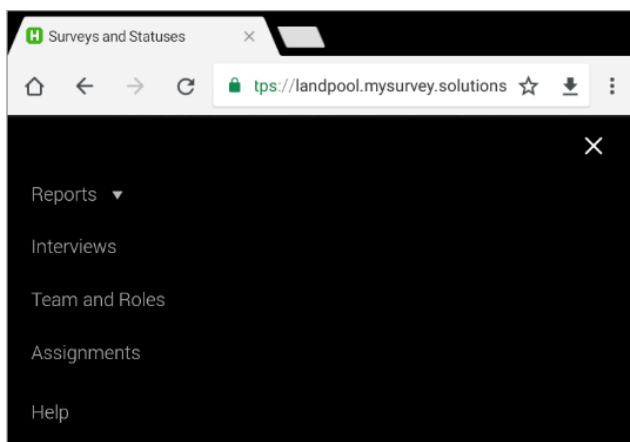 H Surveys and Statuses
tps://landpool.mysurvey.solutions
Reports
Interviews
Team and Roles
Assignments
Help